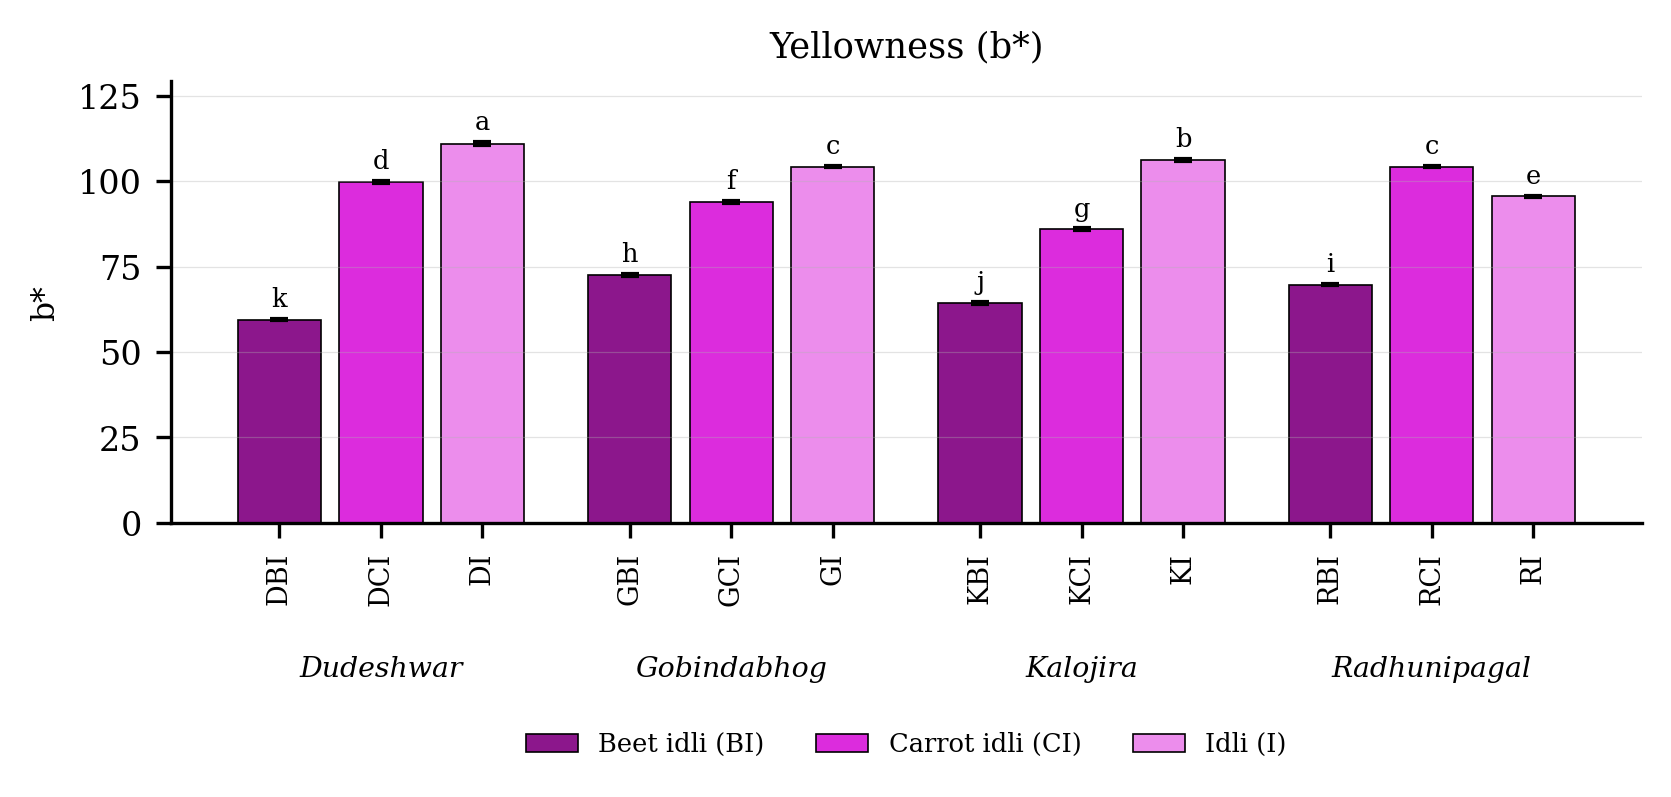 Yellowness (b*)
b*
125
100
75
50
25
0
k
d
a
h
f
c
j
g
b
i
c
e
DBI
DCI
DI
GBI
GCI
GI
KBI
KCI
KI
RBI
RCI
RI
Dudeshwar
Gobindabhog
Kalojira
Radhunipagal
Beet idli (BI)
Carrot idli (CI)
Idli (I)